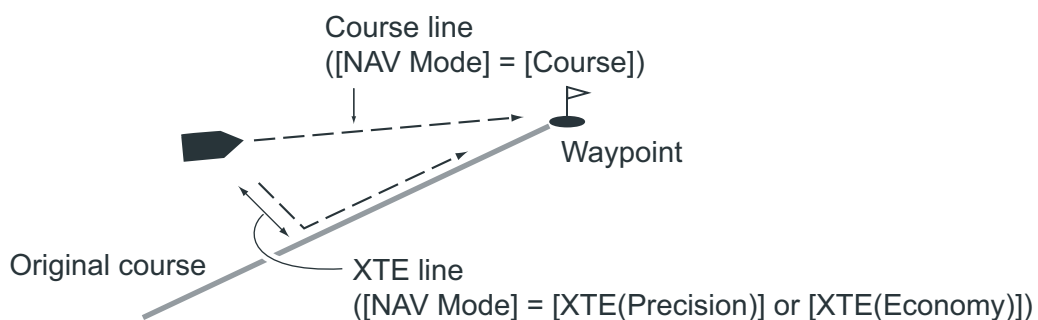 Course line
([NAV Mode] = [Course])
Waypoint
Original course
XTE line
([NAV Mode] = [XTE(Precision)] or [XTE(Economy)])